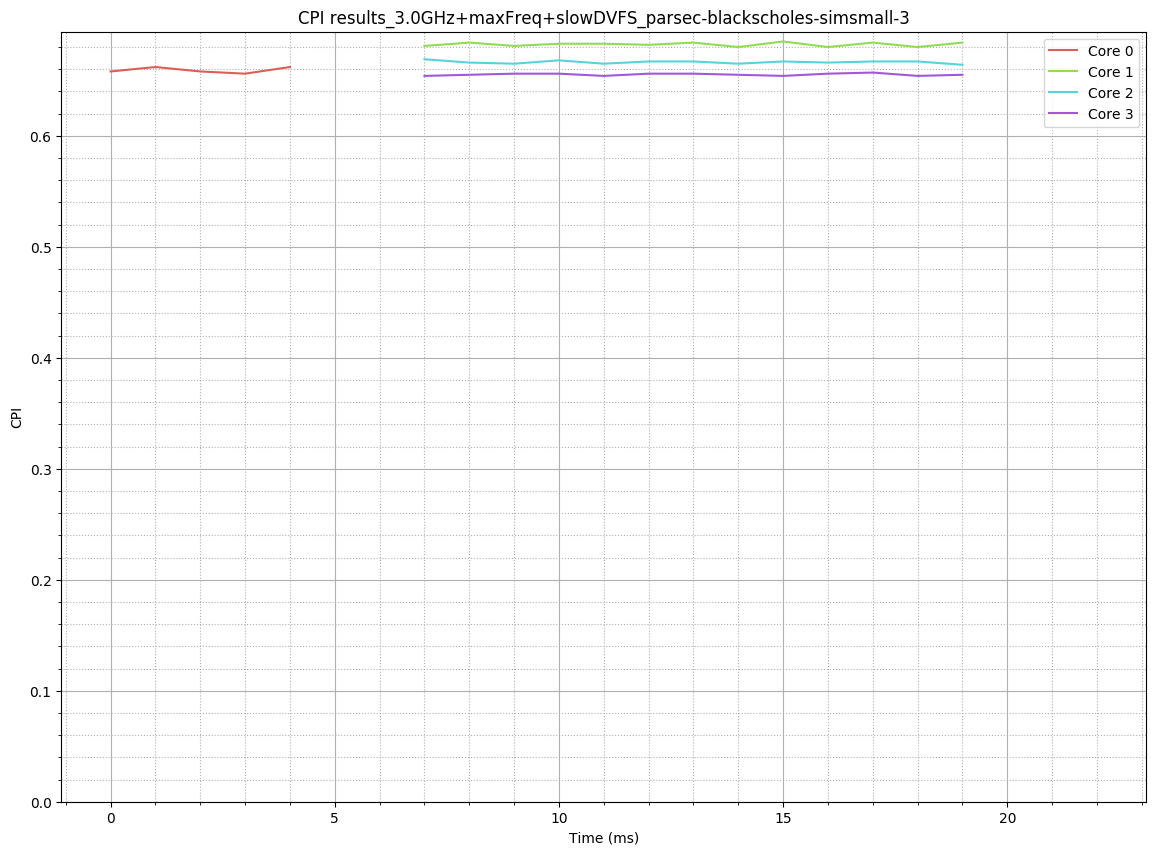 CPI results_3.0GHz+maxFreq+slowDVFS_parsec-blackscholes-simsmall-3
Core 0
Core 1
Core 2
Core 3
CPI
0.6
0.5
0.4
0.3
0.2
0.1
0.0
0 5 10 15 20
Time (ms)